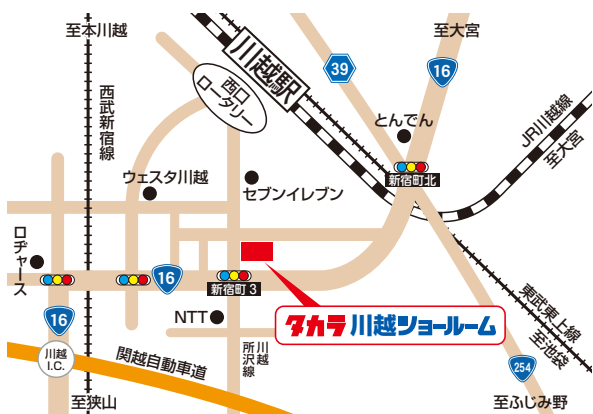 至本川越
至大宮
川越駅
39
16
西口
ロータリー
西武新宿線
とんでん
JR川越線
至大宮
新宿町北
ウェスタ川越
セブンイレブン
ロヂャース
16
新宿町3
タカラ 川越ショールーム
NTT
16
川越
I.C.
関越自動車道
川越
所沢線
東武東上線
至池袋
254
至狭山
至ふじみ野